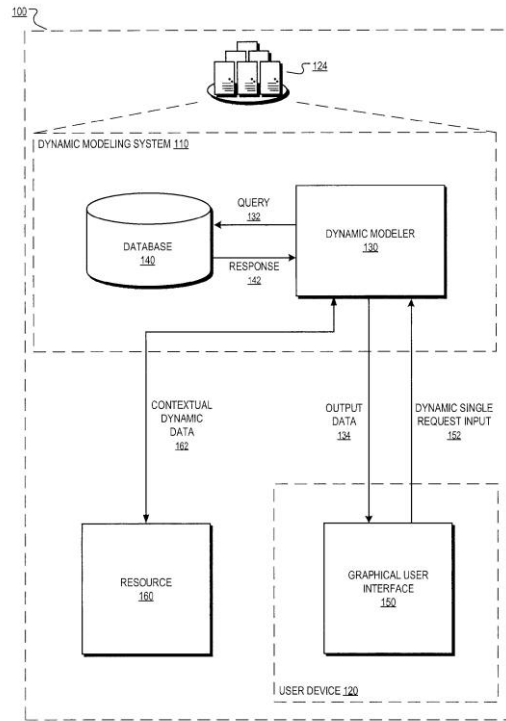 100
124
DYNAMIC MODELING SYSTEM 110
QUERY
132
DATABASE
140
DYNAMIC MODELER
130
RESPONSE
142
CONTEXTUAL
DYNAMIC
DATA
162
OUTPUT
DATA
134
DYNAMIC SINGLE
REQUEST INPUT
152
RESOURCE
160
GRAPHICAL USER
INTERFACE
150
USER DEVICE 120